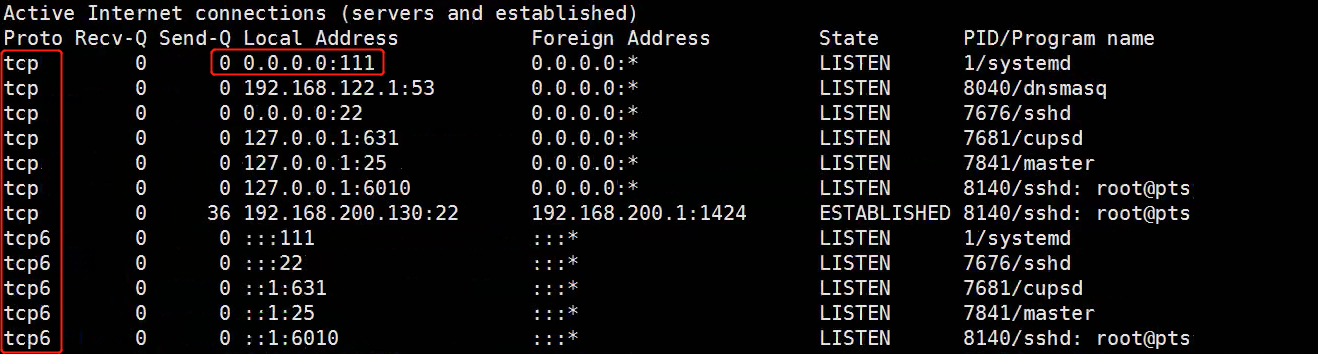 Active Internet connections (servers and established)
Proto Recv-Q Send-Q Local Address           Foreign Address         State       PID/Program name
tcp        0      0 0.0.0.0:111             0.0.0.0:*               LISTEN      1/systemd
tcp        0      0 192.168.122.1:53        0.0.0.0:*               LISTEN      8040/dnsmasq
tcp        0      0 0.0.0.0:22              0.0.0.0:*               LISTEN      7676/sshd
tcp        0      0 127.0.0.1:631           0.0.0.0:*               LISTEN      7681/cupsd
tcp        0      0 127.0.0.1:25            0.0.0.0:*               LISTEN      7841/master
tcp        0      0 127.0.0.1:6010          0.0.0.0:*               LISTEN      8140/sshd: root@pts
tcp        0     36 192.168.200.130:22      192.168.200.1:1424      ESTABLISHED 8140/sshd: root@pts
tcp6       0      0 :::111                  :::*                    LISTEN      1/systemd
tcp6       0      0 :::22                   :::*                    LISTEN      7676/sshd
tcp6       0      0 ::1:631                 :::*                    LISTEN      7681/cupsd
tcp6       0      0 ::1:25                  :::*                    LISTEN      7841/master
tcp6       0      0 ::1:6010                :::*                    LISTEN      8140/sshd: root@pts